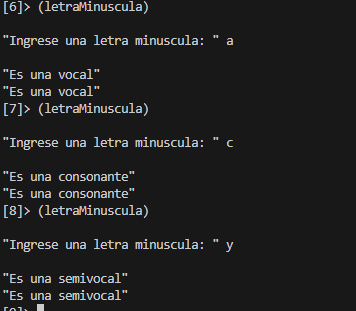 [6]> (letraMinuscula)
"Ingrese una letra minuscula: " a
"Es una vocal"
"Es una vocal"
[7]> (letraMinuscula)
"Ingrese una letra minuscula: " c
"Es una consonante"
"Es una consonante"
[8]> (letraMinuscula)
"Ingrese una letra minuscula: " y
"Es una semivocal"
"Es una semivocal"